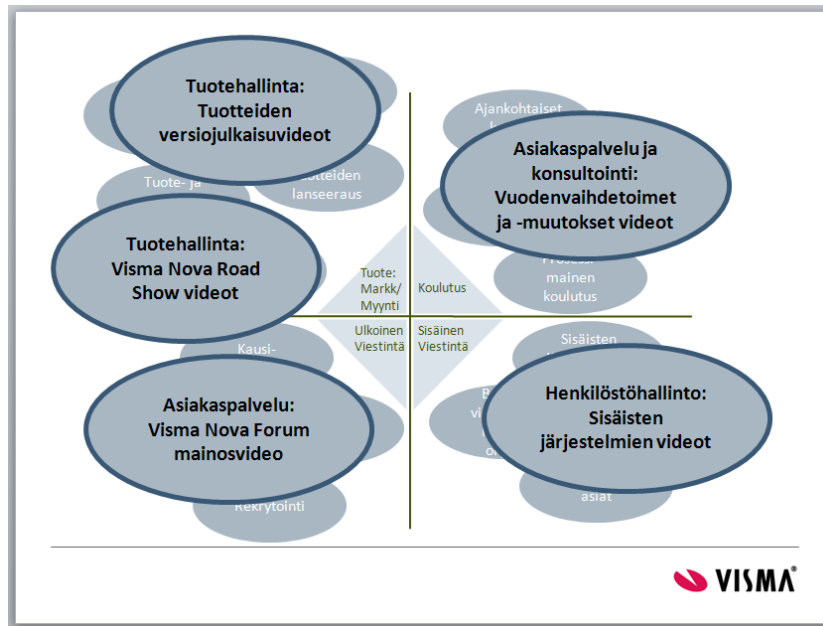 Tuotehallinta:
Tuotteiden
versiojulkaisuvideot
Tuote- ja
lanseeraus
Ajankohtaiset
Asiakaspalvelu ja
konsultointi:
Vuodenvaihdetoimet
ja -muutokset videot
Tuotehallinta:
Visma Nova Road
Show videot
mainen
koulutus
Tuote:
Markk/
Myynti
Koulutus
Ulkoinen
Viestintä
Sisäinen
Viestintä
Kausi-
Sisäisten
Asiakaspalvelu:
Visma Nova Forum
mainosvideo
Rekrytointi
Henkilöstöhallinto:
Sisäisten
järjestelmien videot
asiat
VISMA®